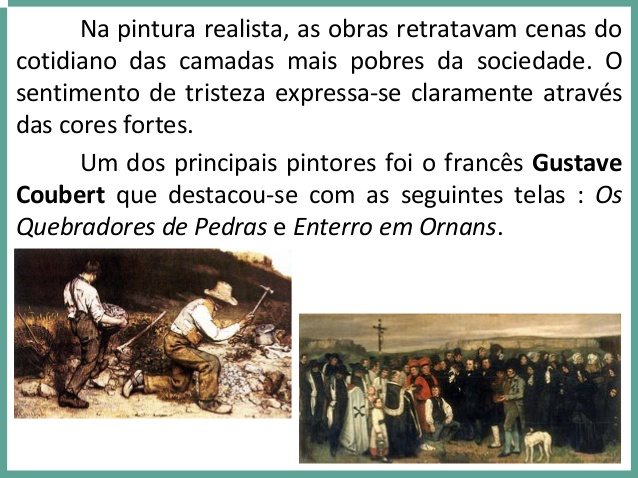 Na pintura realista, as obras retratavam cenas do
cotidiano das camadas mais pobres da sociedade. O
sentimento de tristeza expressa-se claramente através
das cores fortes.
Um dos principais pintores foi o francês Gustave
Coubert que destacou-se com as seguintes telas : Os
Quebradores de Pedras e Enterro em Ornans.